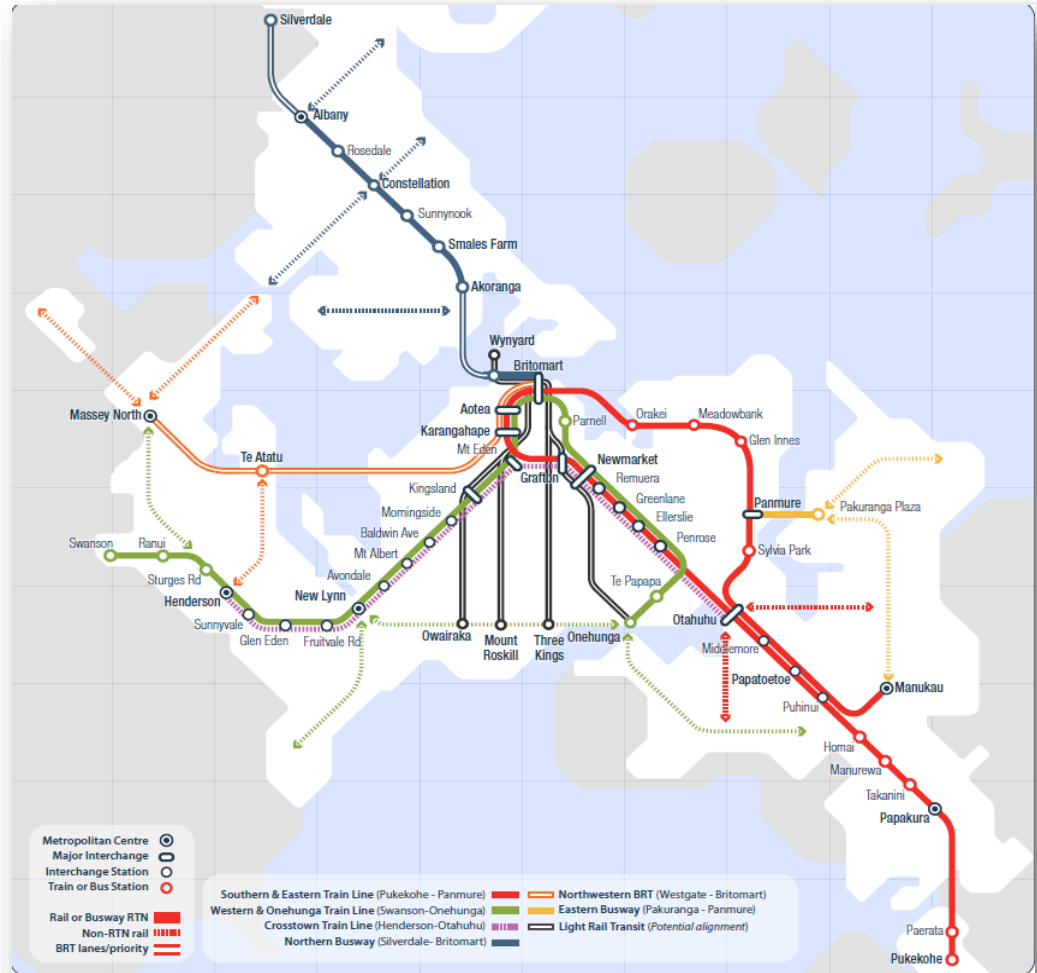 Silverdale
Albany
Rosedale
Constellation
Sunnynook
Smales Farm
Akoranga
Wynyard
Britomart
Aotea
Karangahape
Mt Eden
Parnell
Orakei
Meadowbank
Glen Innes
Massey North
Te Atatu
Newmarket
Grafton
Remuera
Greenlane
Ellerslie
Penrose
Kingsland
Morningside
Baldwin Ave
Mt Albert
Avondale
New Lynn
Panmure
Pakuranga Plaza
Sylvia Park
Swanson
Ranui
Sturges Rd
Henderson
Sunnyvale
Glen Eden
Fruitvale Rd
Te Papapa
Owairaka
Mount
Roskill
Three
Kings
Onehunga
Otahuhu
Middlemore
Papatoetoe
Puhinui
Manukau
Homai
Manurewa
Takanini
Papakura
Paerata
Pukekohe
Metropolitan Centre
Major Interchange
Interchange Station
Train or Bus Station
Rail or Busway RTN
Non-RTN rail
BRT lanes/priority
Southern & Eastern Train Line (Pukekohe - Panmure)
Western & Onehunga Train Line (Swanson-Onehunga)
Crosstown Train Line (Henderson-Otahuhu)
Northern Busway (Silverdale- Britomart)
Northwestern BRT (Westgate - Britomart)
Eastern Busway (Pakuranga - Panmure)
Light Rail Transit (Potential alignment)